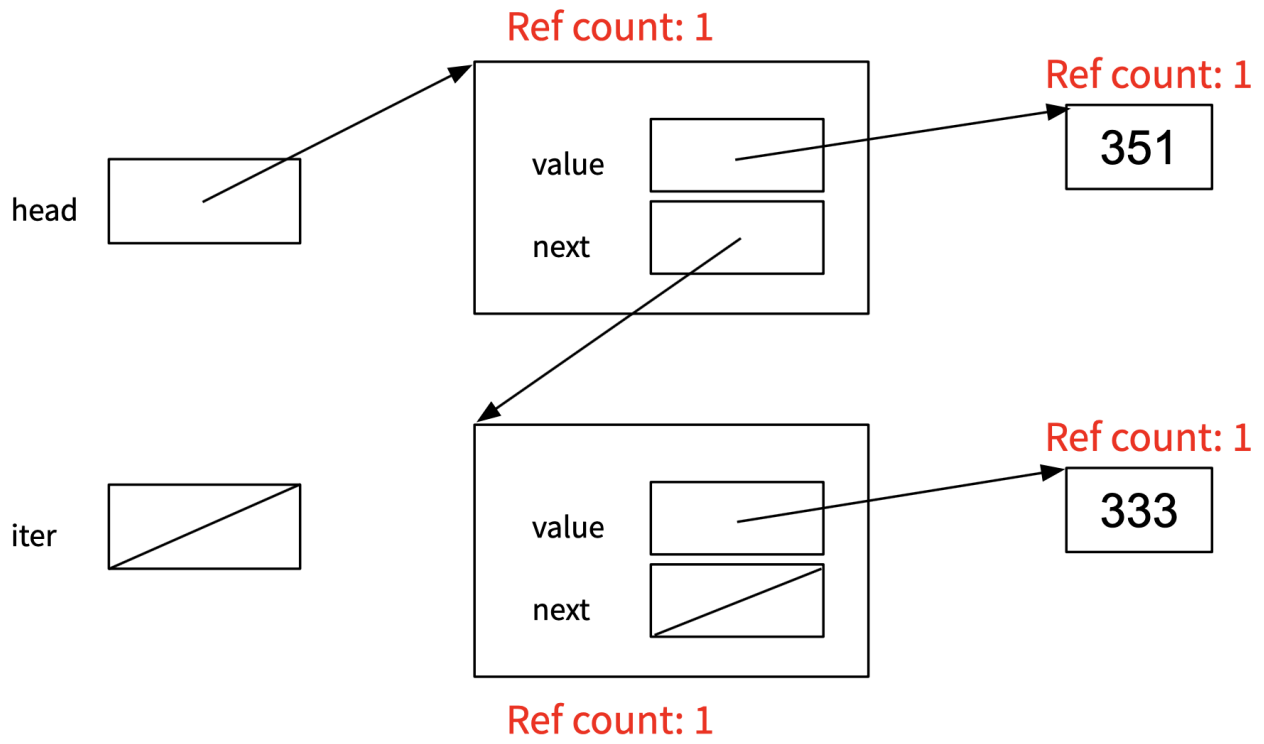 Ref count: 1
Ref count: 1
head
value
351
next
Ref count: 1
iter
value
333
next
Ref count: 1